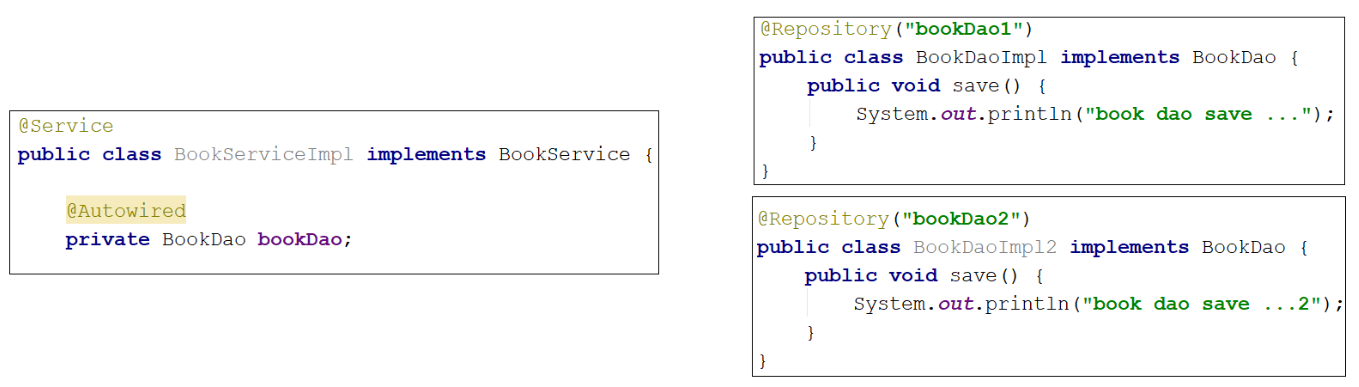 @Service
public class BookServiceImpl implements BookService {
@Autowired
private BookDao bookDao;
@Repository("bookDao1")
public class BookDaoImpl implements BookDao {
public void save() {
System.out.println("book dao save ...");
}
}
@Repository("bookDao2")
public class BookDaoImpl2 implements BookDao {
public void save() {
System.out.println("book dao save ...2");
}
}